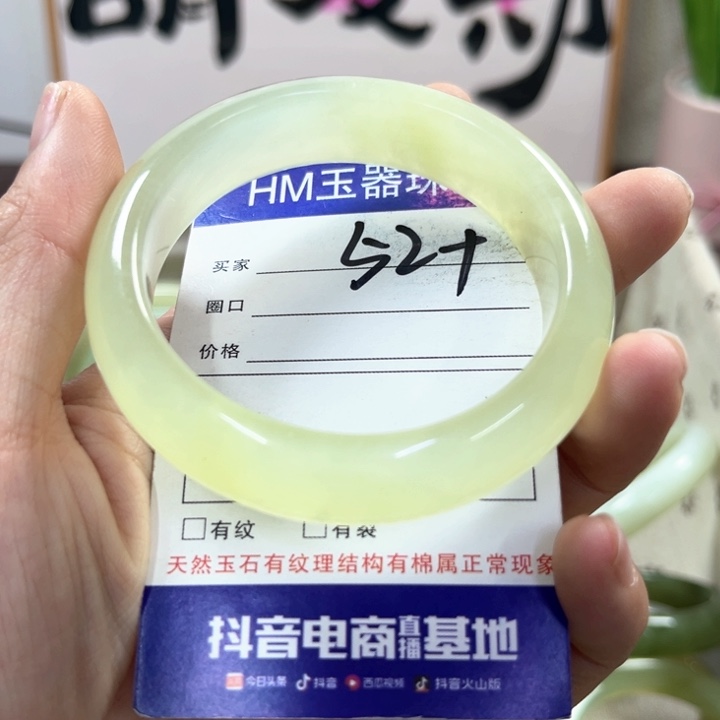 HM玉器珠
买家
52+
圈口
价格
有纹 有裂
天然玉石有纹理结构有棉属正常现象
抖音电商直播基地
今日头条 抖音 西瓜视频 抖音火山版